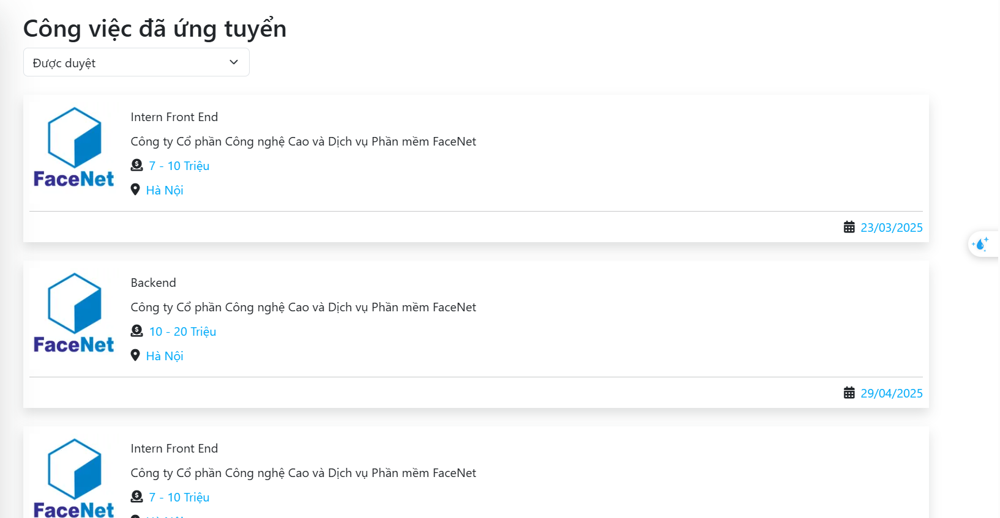 Công việc đã ứng tuyển
Được duyệt
FaceNet
Intern Front End
Công ty Cổ phần Công nghệ Cao và Dịch vụ Phần mềm FaceNet
7 - 10 Triệu
Hà Nội
23/03/2025
FaceNet
Backend
Công ty Cổ phần Công nghệ Cao và Dịch vụ Phần mềm FaceNet
10 - 20 Triệu
Hà Nội
29/04/2025
FaceNet
Intern Front End
Công ty Cổ phần Công nghệ Cao và Dịch vụ Phần mềm FaceNet
7 - 10 Triệu